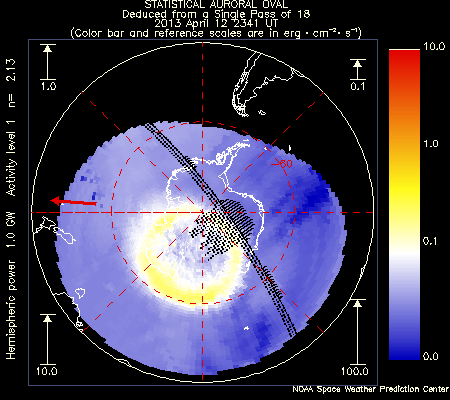 STATISTICAL AURORAL OVAL
Deduced from a Single Pass of 18
2013 April 12 2341 UT
(Color bar and reference scales are in erg · cm⁻² · s⁻¹)
1.0
0.1
10.0
1.0
0.1
0.0
-60
Hemispheric power 1.0 GW Activity level 1 n= 2.13
10.0
100.0
NOAA Space Weather Prediction Center